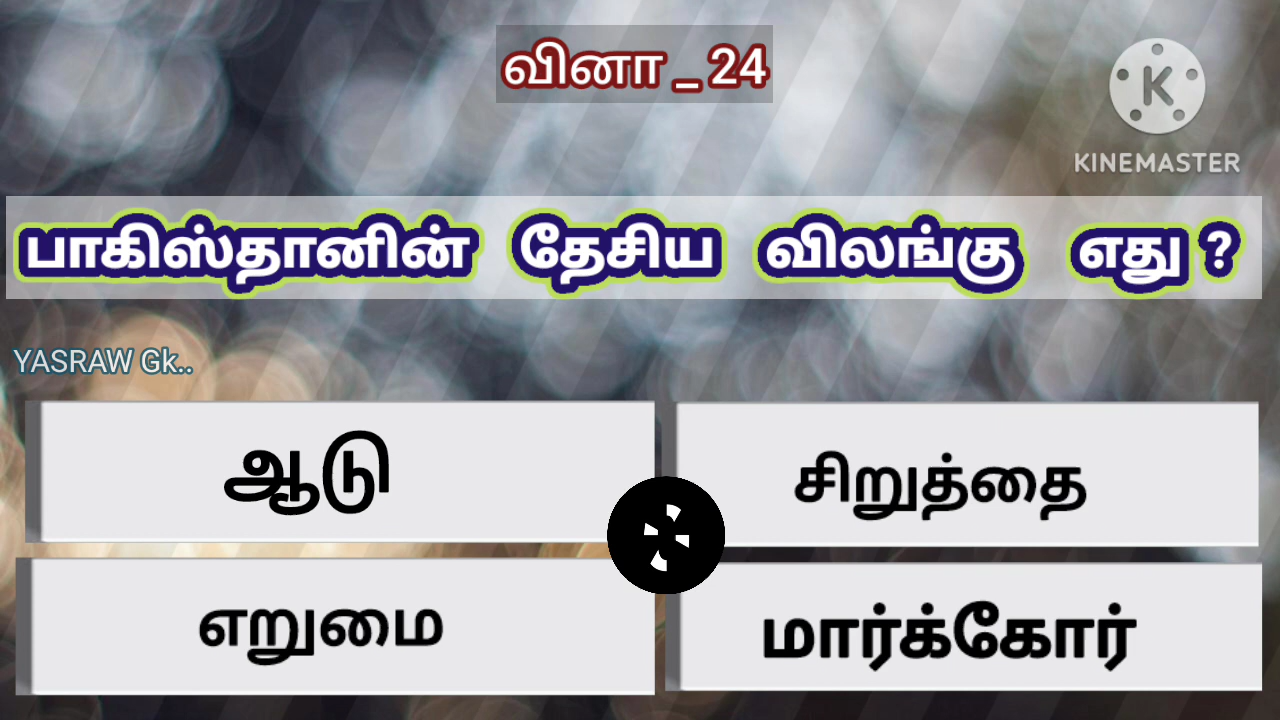 வினா _ 24
K
KINEMASTER
பாகிஸ்தானின் தேசிய விலங்கு எது ?
YASRAW Gk..
ஆடு
சிறுத்தை
எறுமை
மார்க்கோர்